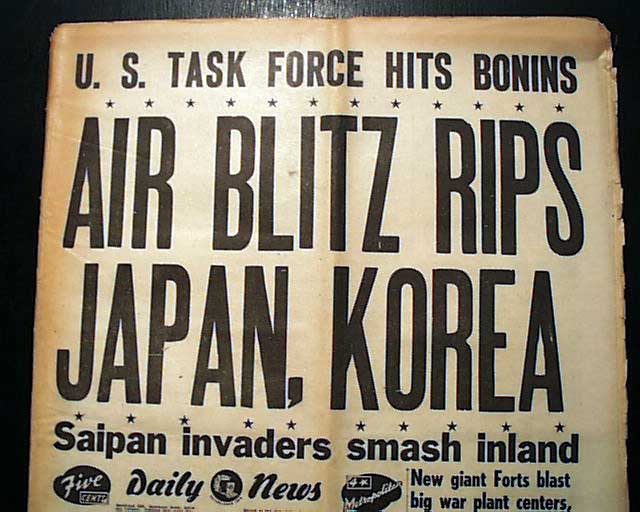 U. S. TASK FORCE HITS BONINS
AIR BLITZ RIPS
JAPAN, KOREA
Saipan invaders smash inland
Five CENTS
Daily News
4★ Metropolitan
New giant Forts blast
big war plant centers,